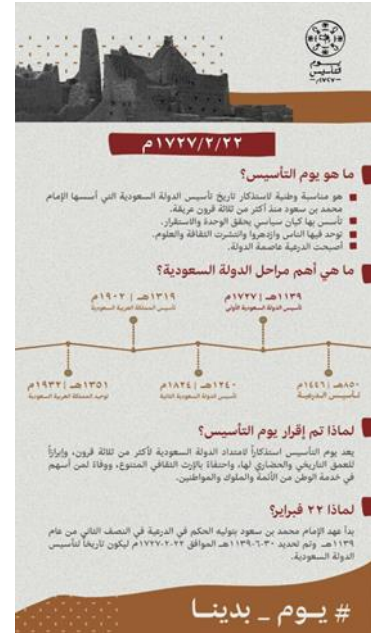 يـــوم
التأسيس
١٧٢٧م
١٧٢٧/٢/٢٢م
ما هو يوم التأسيس؟
هو مناسبة وطنية لاستذكار تاريخ تأسيس الدولة السعودية التي أسسها الإمام
محمد بن سعود منذ أكثر من ثلاثة قرون عريقة.
تأسس بها كيان سياسي يحقق الوحدة والاستقرار.
توحد فيها الناس وازدهروا وانتشرت الثقافة والعلوم.
أصبحت الدرعية عاصمة الدولة.
ما هي أهم مراحل الدولة السعودية؟
١١٣٩هـ | ١٧٢٧م
تأسيس الدولة السعودية الأولى
١٣١٩هـ | ١٩٠٢م
تأسيس المملكة العربية السعودية
٨٥٠هـ | ١٤٤٦م
تأسيس الدرعية
١٢٤٠هـ | ١٨٢٤م
تأسيس الدولة السعودية الثانية
١٣٥١هـ | ١٩٣٢م
توحيد المملكة العربية السعودية
لماذا تم إقرار يوم التأسيس؟
يعد يوم التأسيس استذكاراً لامتداد الدولة السعودية لأكثر من ثلاثة قرون، وإبرازاً
للعمق التاريخي والحضاري لها، واحتفاءً بالإرث الثقافي المتنوع، ووفاءً لمن أسهم
في خدمة الوطن من الأئمة والملوك والمواطنين.
لماذا ٢٢ فبراير؟
بدأ عهد الإمام محمد بن سعود بتوليه الحكم في الدرعية في النصف الثاني من عام
١١٣٩هـ وتم تحديد ٣٠-٦-١١٣٩هـ الموافق ٢٢-٢-١٧٢٧م ليكون تاريخاً لتأسيس
الدولة السعودية.
# يـــوم _ بديـنــا